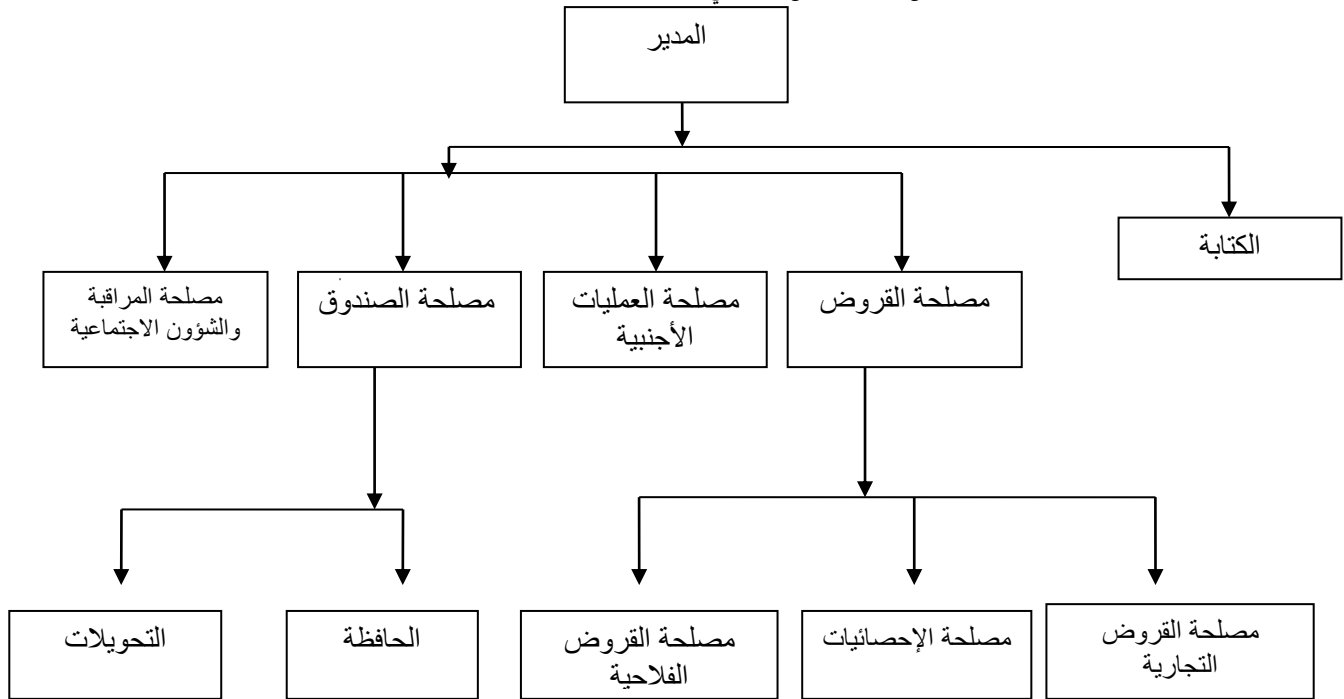 المدير
الكتابة
مصلحة القروض
مصلحة العمليات
الأجنبية
مصلحة الصندوق
مصلحة المراقبة
والشؤون الاجتماعية
مصلحة القروض
التجارية
مصلحة الإحصائيات
مصلحة القروض
الفلاحية
الحافظة
التحويلات